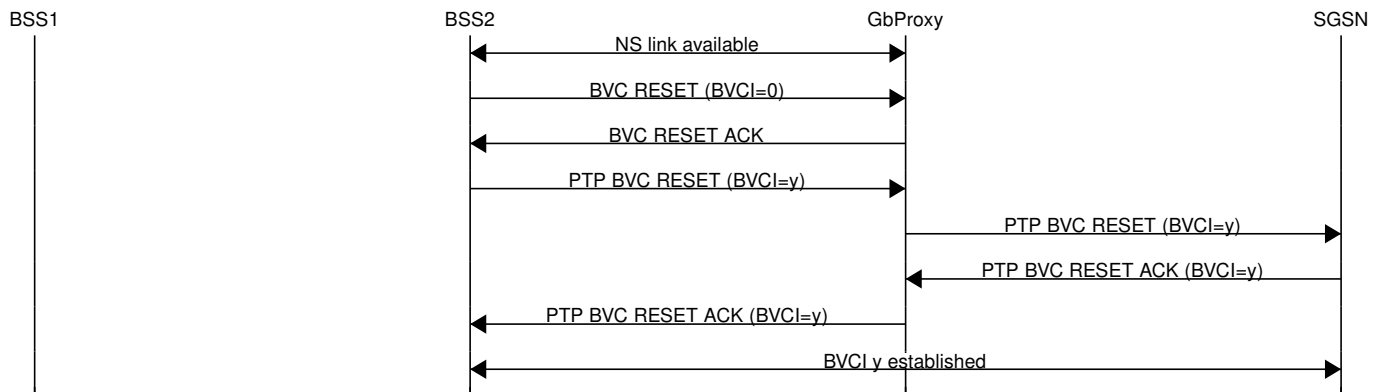 BSS1 BSS2 GbProxy SGSN
NS link available
BVC RESET (BVCI=0)
BVC RESET ACK
PTP BVC RESET (BVCI=y)
PTP BVC RESET (BVCI=y)
PTP BVC RESET ACK (BVCI=y)
PTP BVC RESET ACK (BVCI=y)
BVCI y established